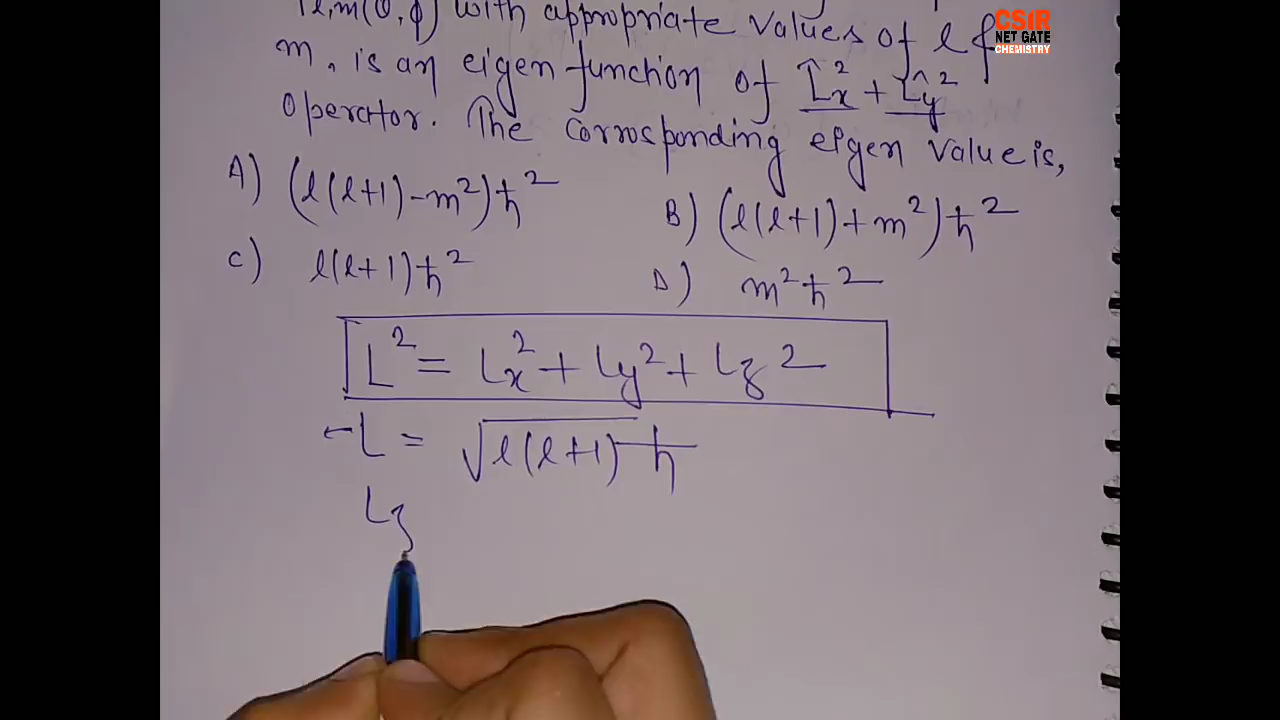 Yl,m(θ,ϕ) with appropriate values of l &
CSIR
NET GATE
CHEMISTRY
m, is an eigen function of L̂x² + L̂y²
Operator. The corrosponding eigen value is,
A) (l(l+1)-m²)ħ²
B) (l(l+1)+m²)ħ²
C) l(l+1)ħ²
D) m²ħ²
L² = Lx² + Ly² + Lz²
L = √l(l+1) ħ
Lz